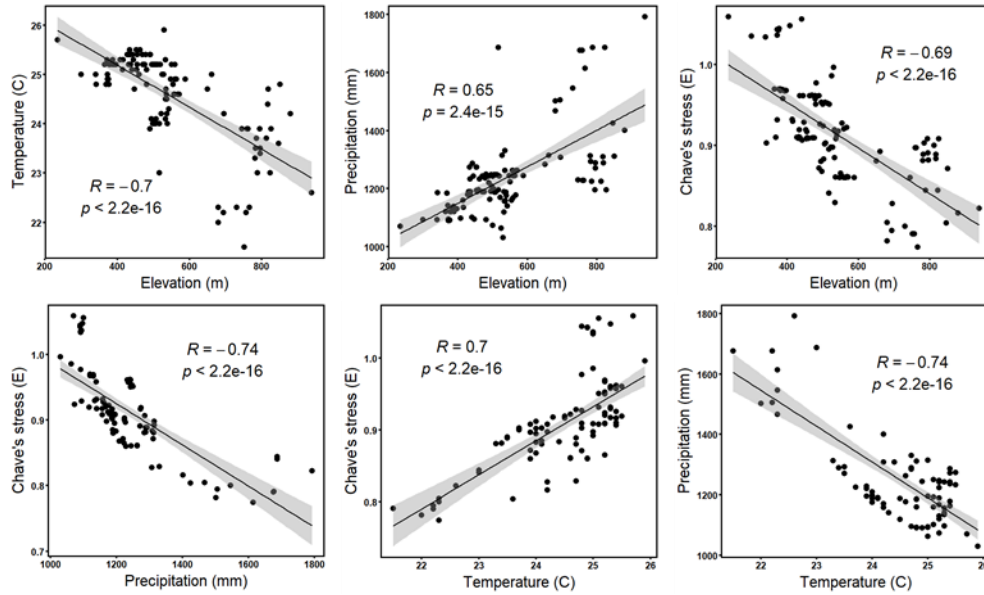 26
25
24
23
22
Temperature (C)
R = −0.7
p < 2.2e-16
200 400 600 800
Elevation (m)
1800
1600
1400
1200
1000
Precipitation (mm)
R = 0.65
p = 2.4e-15
200 400 600 800
Elevation (m)
1.0
0.9
0.8
Chave's stress (E)
R = −0.69
p < 2.2e-16
200 400 600 800
Elevation (m)
1.0
0.9
0.8
0.7
Chave's stress (E)
R = −0.74
p < 2.2e-16
1000 1200 1400 1600 1800
Precipitation (mm)
1.0
0.9
0.8
Chave's stress (E)
R = 0.7
p < 2.2e-16
22 23 24 25 26
Temperature (C)
1800
1600
1400
1200
1000
Precipitation (mm)
R = −0.74
p < 2.2e-16
22 23 24 25 26
Temperature (C)